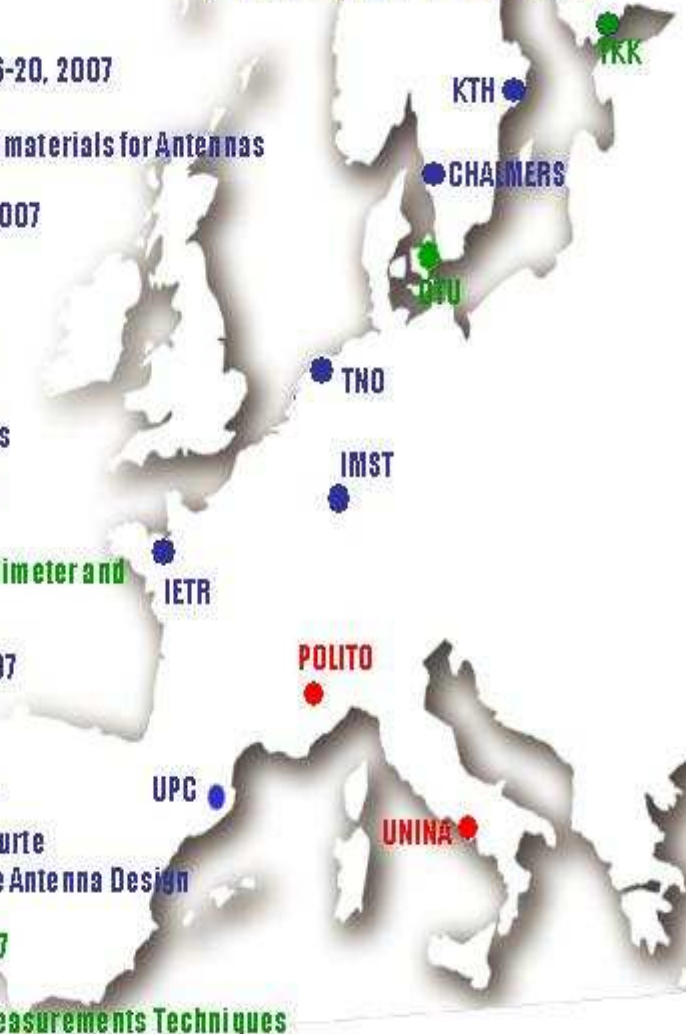 6-20, 2007
TKK
KTH
materials for Antennas
CHALMERS
007
DTU
TNO
s
IMST
imeter and
IETR
07
POLITO
UPC
UNINA
urte
e Antenna Design
7
easurements Techniques